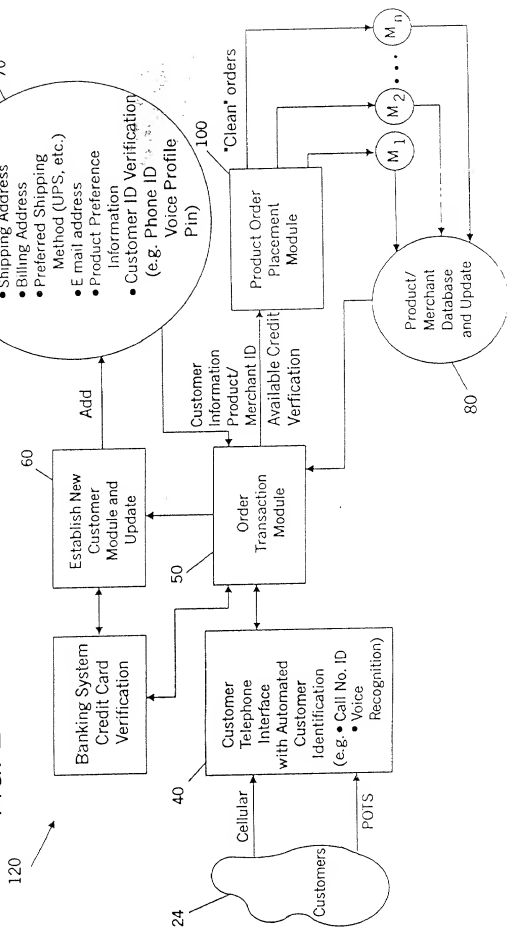 120
• Shipping Address
• Billing Address
• Preferred Shipping
Method (UPS, etc.)
• E mail address
• Product Preference
Information
• Customer ID Verification
(e.g. Phone ID
Voice Profile
Pin)
60
Add
Banking System
Credit Card
Verification
Establish New
Customer
Module and
Update
100
"Clean" orders
Customer
Information
Product/
Merchant ID
Available Credit
Verfication
50
Order
Transaction
Module
Product Order
Placement
Module
40
Customer
Telephone
Interface
with Automated
Customer
Identification
(e.g. • Call No. ID
• Voice
Recognition)
M1
M2
• • •
Mn
24
Customers
Cellular
POTS
Product/
Merchant
Database
and Update
80